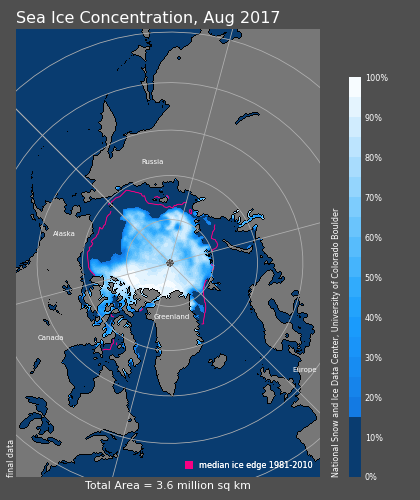 Sea Ice Concentration, Aug 2017
Russia
Alaska
Greenland
Canada
Europe
median ice edge 1981-2010
Total Area = 3.6 million sq km
final data
National Snow and Ice Data Center, University of Colorado Boulder
100%
90%
80%
70%
60%
50%
40%
30%
20%
10%
0%